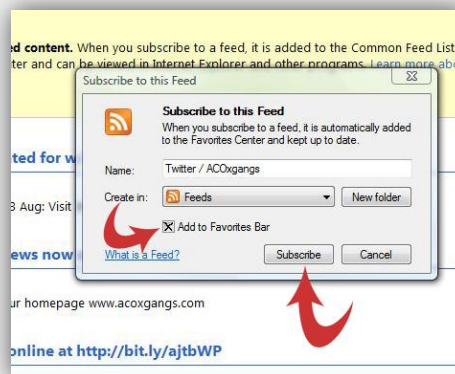 ed content. When you subscribe to a feed, it is added to the Common Feed List
ter and can be viewed in Internet Explorer and other programs. Learn more abo
Subscribe to this Feed
Subscribe to this Feed
When you subscribe to a feed, it is automatically added
to the Favorites Center and kept up to date.
Name: Twitter / ACOxgangs
Create in: Feeds New folder
Add to Favorites Bar
What is a Feed? Subscribe Cancel
ted for w
3 Aug: Visit
ews now
ur homepage www.acoxgangs.com
online at http://bit.ly/ajtbWP